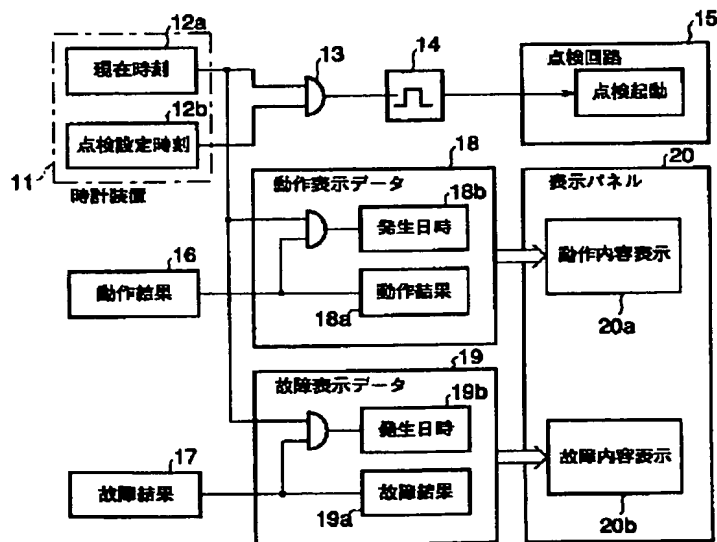 12a
現在時刻
12b
点検設定時刻
11
時計装置
13
14
15
点検回路
点検起動
16
動作結果
18
動作表示データ
18b
発生日時
動作結果
18a
20
表示パネル
動作内容表示
20a
17
故障結果
19
故障表示データ
19b
発生日時
故障結果
19a
故障内容表示
20b